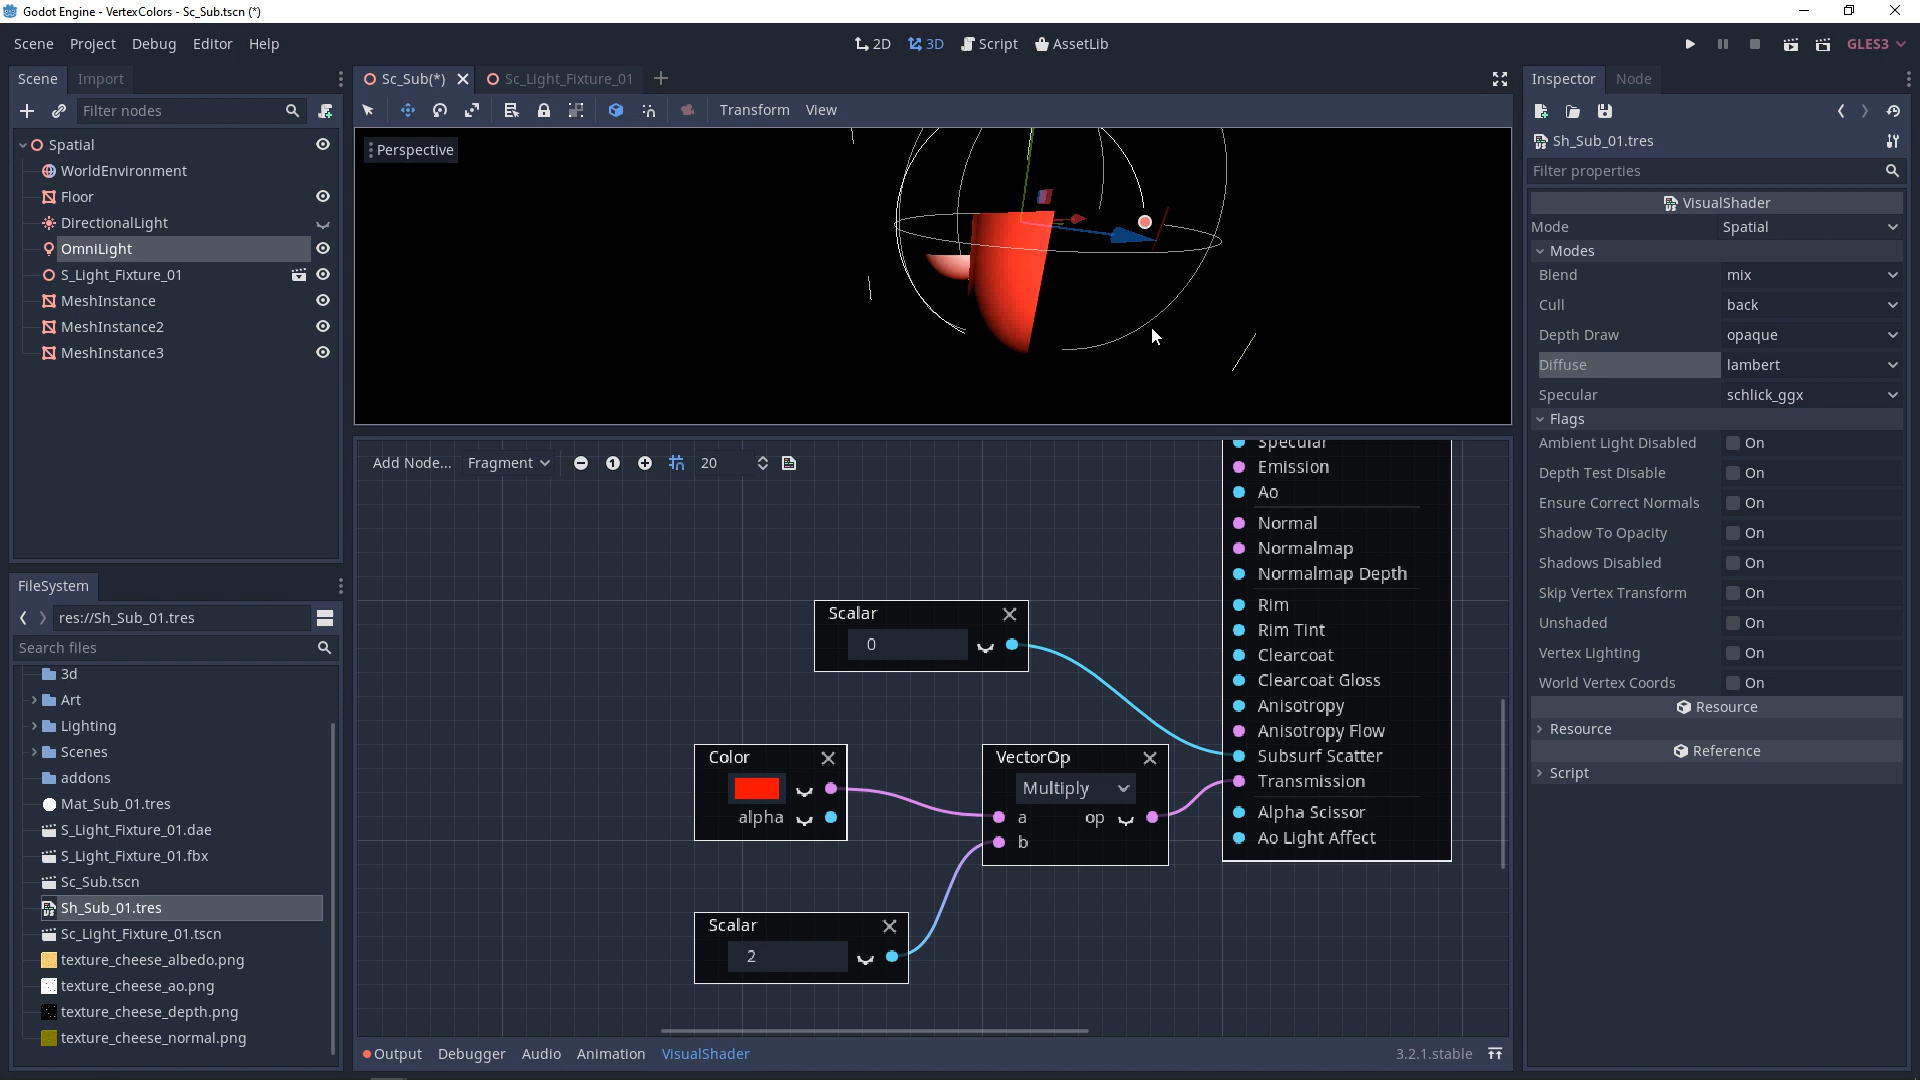 Godot Engine - VertexColors - Sc_Sub.tscn (*)
Scene Project Debug Editor Help
2D 3D Script AssetLib
GLES3
Scene Import
Filter nodes
Spatial
WorldEnvironment
Floor
DirectionalLight
OmniLight
S_Light_Fixture_01
MeshInstance
MeshInstance2
MeshInstance3
FileSystem
res://Sh_Sub_01.tres
Search files
3d
Art
Lighting
Scenes
addons
Mat_Sub_01.tres
S_Light_Fixture_01.dae
S_Light_Fixture_01.fbx
Sc_Sub.tscn
Sh_Sub_01.tres
Sc_Light_Fixture_01.tscn
texture_cheese_albedo.png
texture_cheese_ao.png
texture_cheese_depth.png
texture_cheese_normal.png
Sc_Sub(*) Sc_Light_Fixture_01
Transform View
Perspective
Add Node... Fragment 20
Specular
Emission
Ao
Normal
Normalmap
Normalmap Depth
Rim
Rim Tint
Clearcoat
Clearcoat Gloss
Anisotropy
Anisotropy Flow
Subsurf Scatter
Transmission
Alpha Scissor
Ao Light Affect
Scalar
0
Color
alpha
VectorOp
Multiply
a op
b
Scalar
2
Output Debugger Audio Animation VisualShader
3.2.1.stable
Inspector Node
Sh_Sub_01.tres
Filter properties
VisualShader
Mode Spatial
Modes
Blend mix
Cull back
Depth Draw opaque
Diffuse lambert
Specular schlick_ggx
Flags
Ambient Light Disabled On
Depth Test Disable On
Ensure Correct Normals On
Shadow To Opacity On
Shadows Disabled On
Skip Vertex Transform On
Unshaded On
Vertex Lighting On
World Vertex Coords On
Resource
Resource
Reference
Script